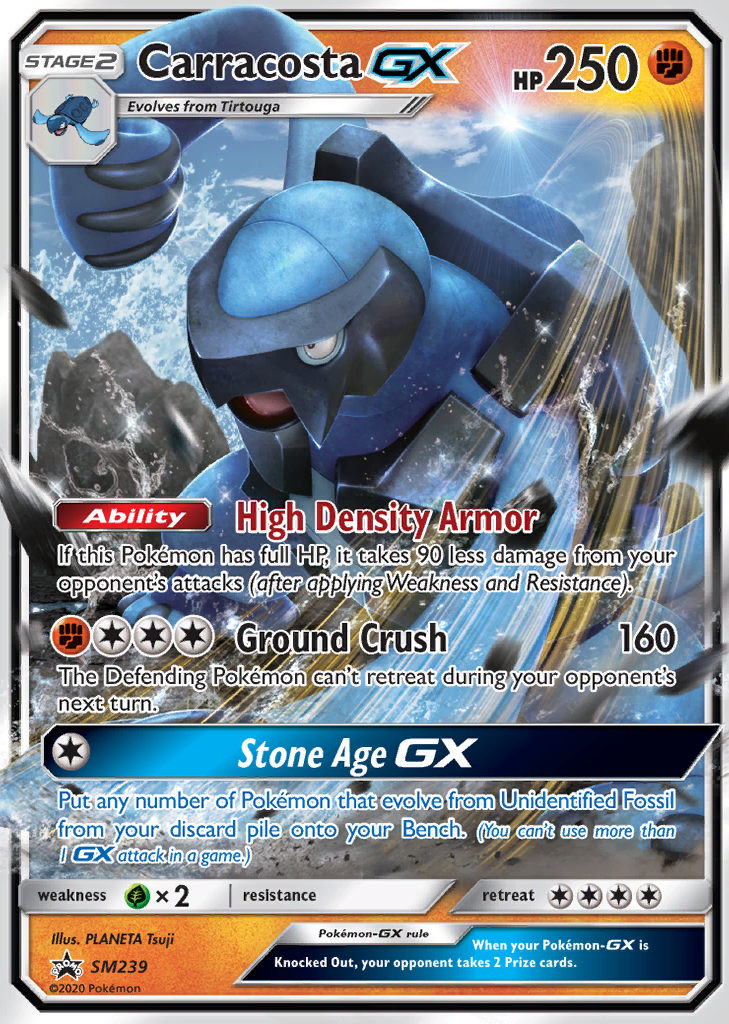 STAGE2 Carracosta GX HP 250
Evolves from Tirtouga
Ability High Density Armor
If this Pokémon has full HP, it takes 90 less damage from your
opponent's attacks (after applying Weakness and Resistance).
Ground Crush 160
The Defending Pokémon can't retreat during your opponent's
next turn.
Stone Age GX
Put any number of Pokémon that evolve from Unidentified Fossil
from your discard pile onto your Bench. (You can't use more than
1 GX attack in a game.)
weakness ×2 resistance retreat
Illus. PLANETA Tsuji
Pokémon-GX rule
When your Pokémon-GX is
Knocked Out, your opponent takes 2 Prize cards.
PROMO SM239
©2020 Pokémon